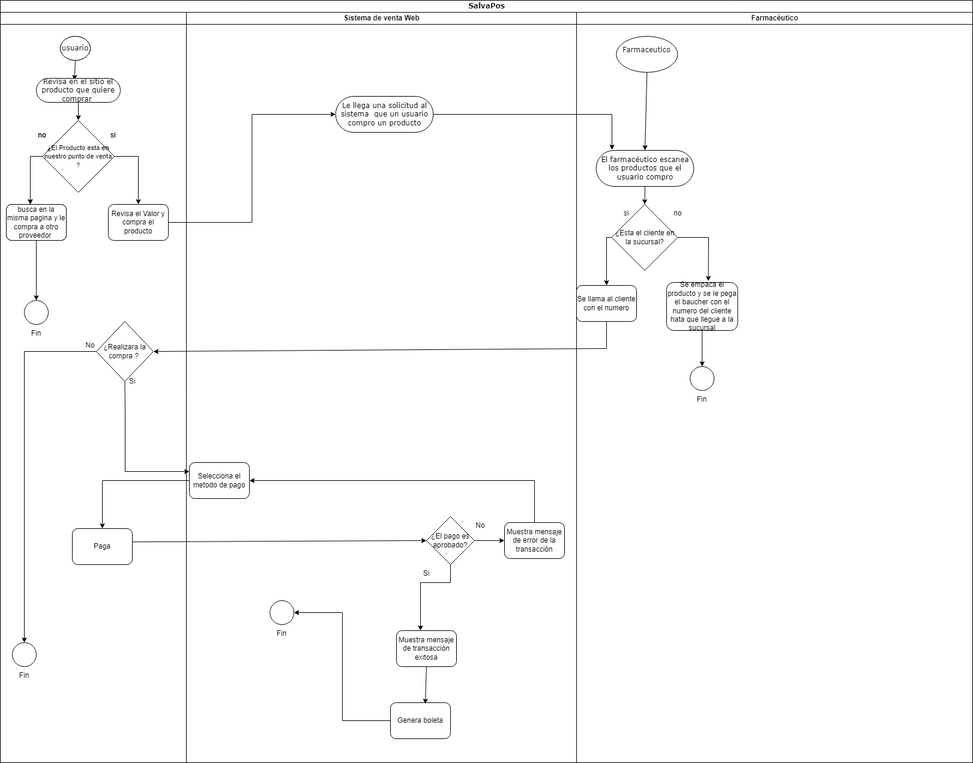 SalvaPos
Sistema de venta Web
Farmacéutico
usuario
Revisa en el sitio el
producto que quiere
comprar
no
si
¿El Producto esta en
nuestro punto de venta
?
busca en la
misma pagina y le
compra a otro
proveedor
Revisa el Valor y
compra el
producto
Fin
Le llega una solicitud al
sistema que un usuario
compro un producto
Farmaceutico
El farmacéutico escanea
los productos que el
usuario compro
si
no
¿Esta el cliente en
la sucursal?
Se llama al cliente
con el numero
Se empaca el
producto y se le pega
el baucher con el
numero del cliente
hata que llegue a la
sucursal
Fin
No
¿Realizara la
compra ?
Si
Selecciona el
metodo de pago
Paga
¿El pago es
aprobado?
No
Muestra mensaje
de error de la
transacción
Si
Fin
Muestra mensaje
de transacción
exitosa
Fin
Genera boleta